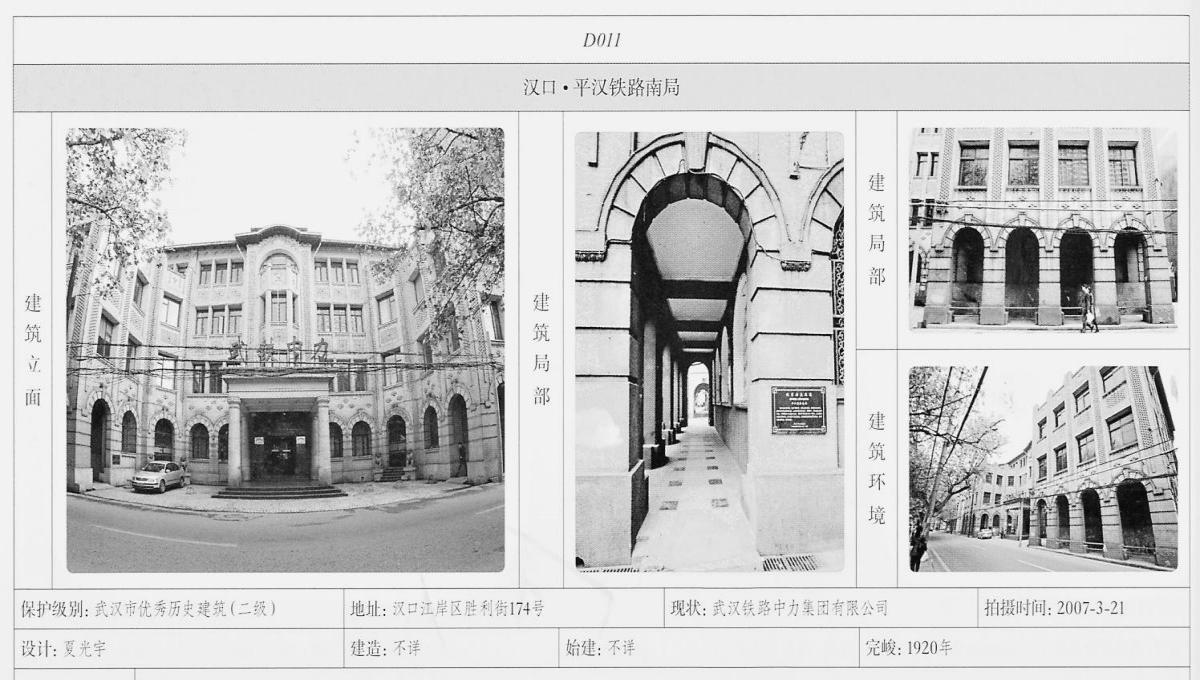 D011
汉口·平汉铁路南局
建筑立面
建筑局部
建筑局部
建筑环境
保护级别: 武汉市优秀历史建筑(二级)
地址: 汉口江岸区胜利街174号
现状: 武汉铁路中力集团有限公司
拍摄时间: 2007-3-21
设计: 夏光宇
建造: 不详
始建: 不详
完峻: 1920年